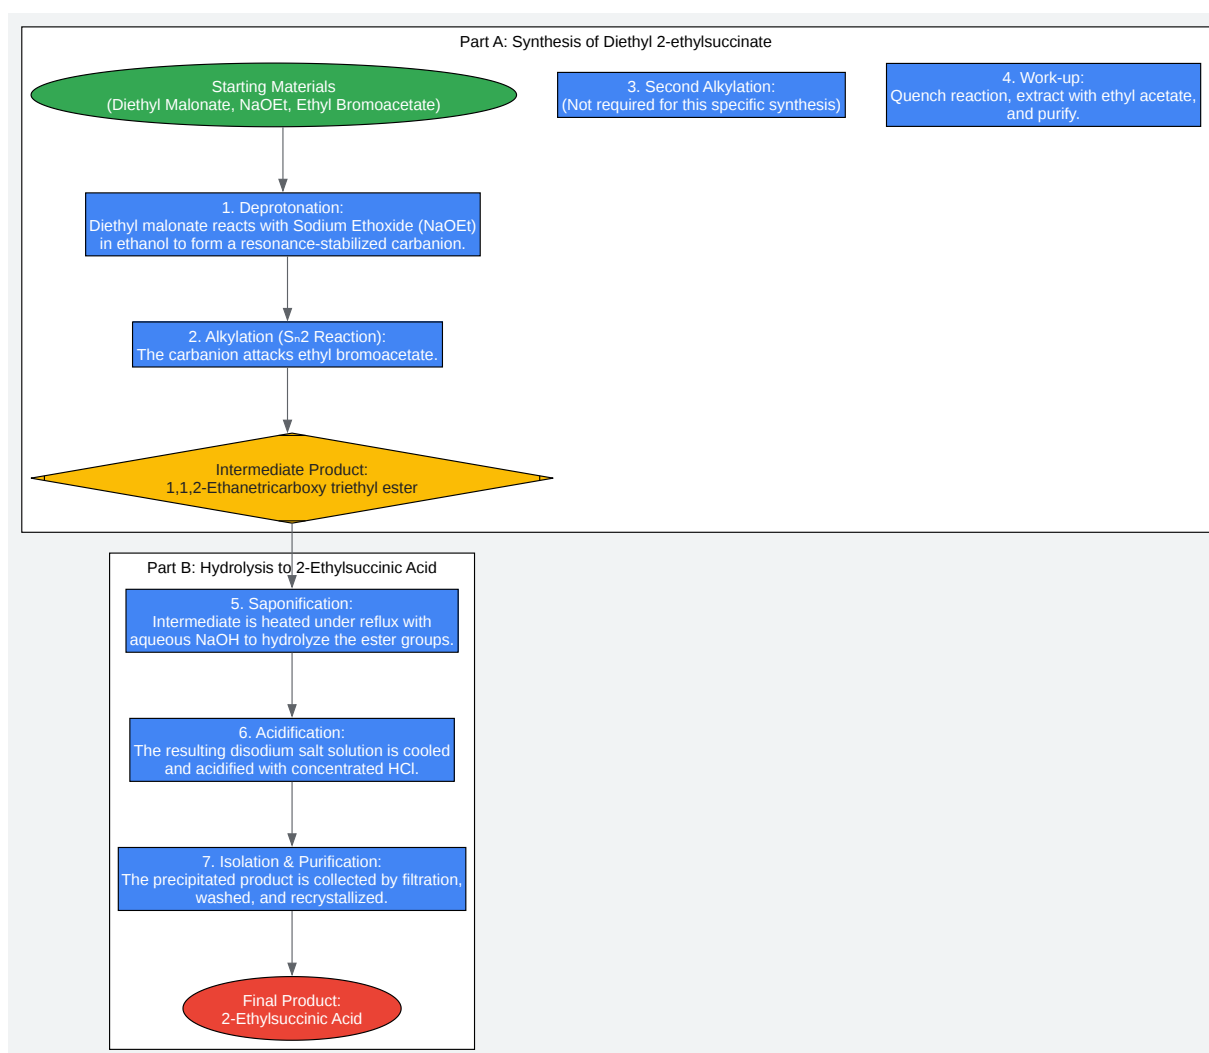 Part A: Synthesis of Diethyl 2-ethylsuccinate
Starting Materials
(Diethyl Malonate, NaOEt, Ethyl Bromoacetate)
3. Second Alkylation:
(Not required for this specific synthesis)
4. Work-up:
Quench reaction, extract with ethyl acetate,
and purify.
1. Deprotonation:
Diethyl malonate reacts with Sodium Ethoxide (NaOEt)
in ethanol to form a resonance-stabilized carbanion.
2. Alkylation (Sₙ2 Reaction):
The carbanion attacks ethyl bromoacetate.
Intermediate Product:
1,1,2-Ethanetricarboxy triethyl ester
Part B: Hydrolysis to 2-Ethylsuccinic Acid
5. Saponification:
Intermediate is heated under reflux with
aqueous NaOH to hydrolyze the ester groups.
6. Acidification:
The resulting disodium salt solution is cooled
and acidified with concentrated HCl.
7. Isolation & Purification:
The precipitated product is collected by filtration,
washed, and recrystallized.
Final Product:
2-Ethylsuccinic Acid